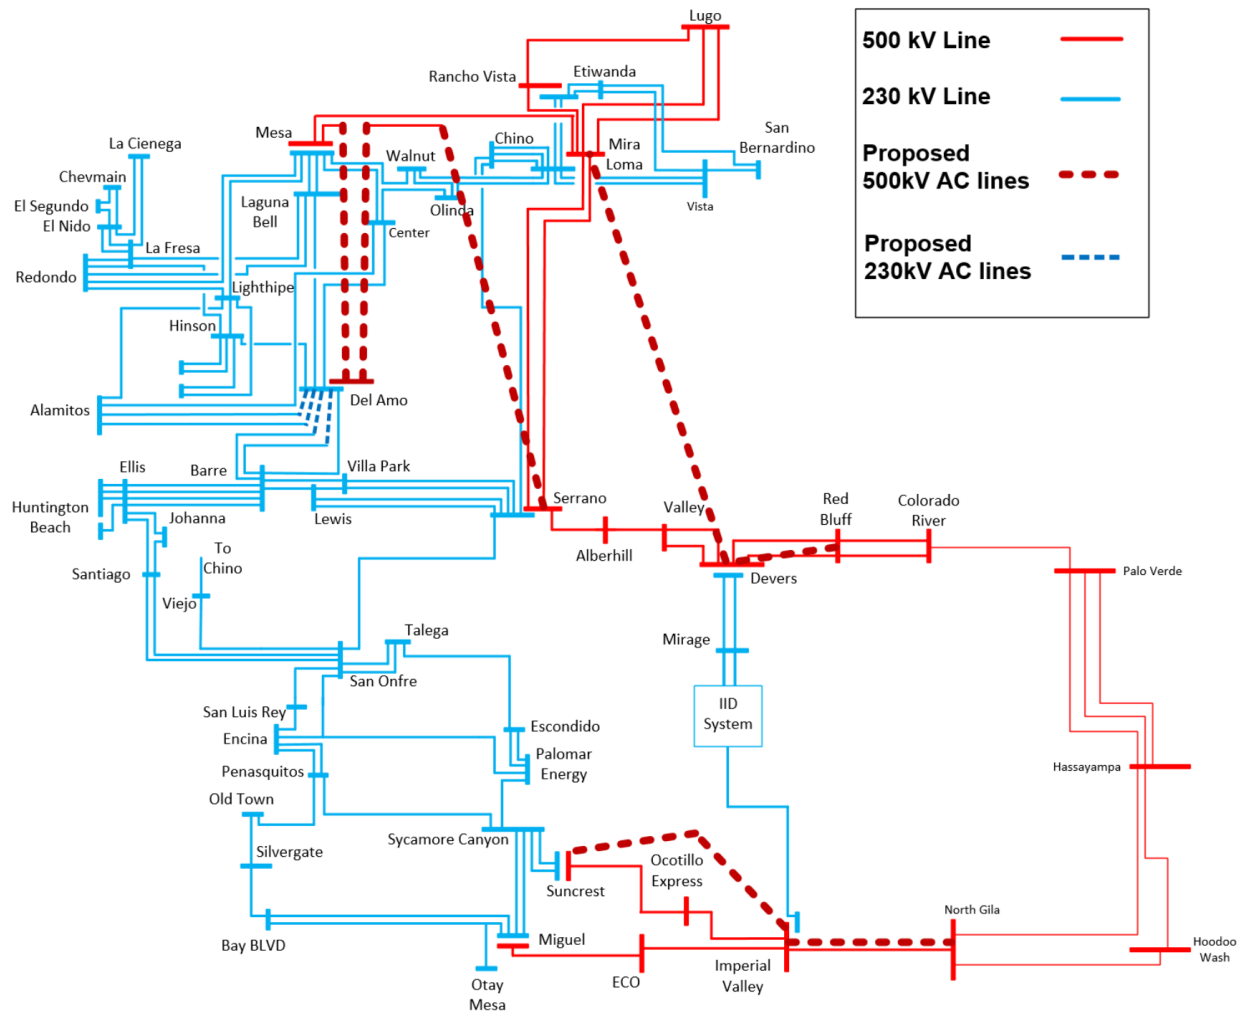 Lugo
500 kV Line
230 kV Line
Proposed
500kV AC lines
Proposed
230kV AC lines
Rancho Vista
Etiwanda
Mesa
La Cienega
Chino
Mira
Loma
San
Bernardino
Walnut
Chevmain
El Segundo
El Nido
Laguna
Bell
Olinda
Vista
Center
La Fresa
Redondo
Lighthipe
Hinson
Alamitos
Del Amo
Ellis
Barre
Villa Park
Huntington
Beach
Johanna
Lewis
Serrano
Valley
Red
Bluff
Colorado
River
Alberhill
To
Chino
Santiago
Viejo
Devers
Palo Verde
Talega
Mirage
San Onfre
San Luis Rey
IID
System
Encina
Escondido
Palomar
Energy
Penasquitos
Hassayampa
Old Town
Sycamore Canyon
Silvergate
Ocotillo
Express
Suncrest
North Gila
Bay BLVD
Miguel
ECO
Imperial
Valley
Hoodoo
Wash
Otay
Mesa